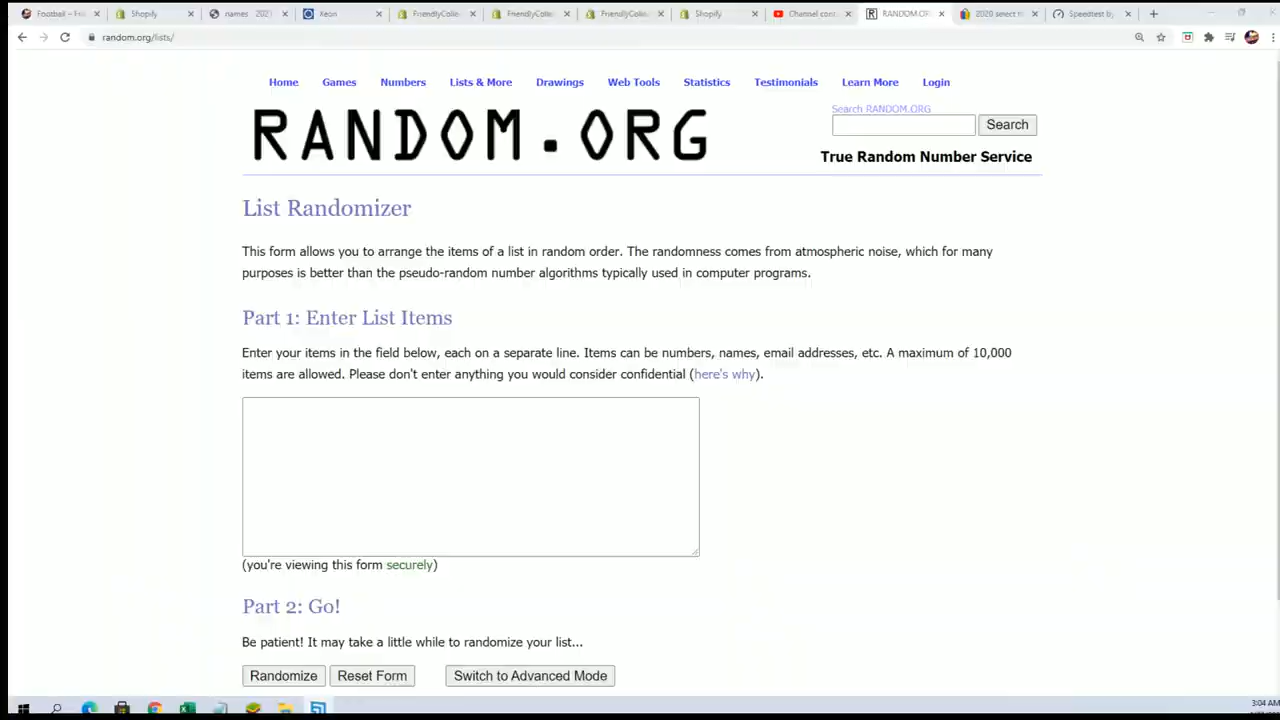 Football – Fri
Shopify
names 202
Xeon
FriendlyColle
FriendlyColle
FriendlyColle
Shopify
Channel cont
RANDOM.OR
2020 select
Speedtest by
random.org/lists/
Home Games Numbers Lists & More Drawings Web Tools Statistics Testimonials Learn More Login
RANDOM.ORG
Search RANDOM.ORG
Search
True Random Number Service
List Randomizer
This form allows you to arrange the items of a list in random order. The randomness comes from atmospheric noise, which for many
purposes is better than the pseudo-random number algorithms typically used in computer programs.
Part 1: Enter List Items
Enter your items in the field below, each on a separate line. Items can be numbers, names, email addresses, etc. A maximum of 10,000
items are allowed. Please don't enter anything you would consider confidential (here's why).
(you're viewing this form securely)
Part 2: Go!
Be patient! It may take a little while to randomize your list...
Randomize Reset Form Switch to Advanced Mode
3:04 AM